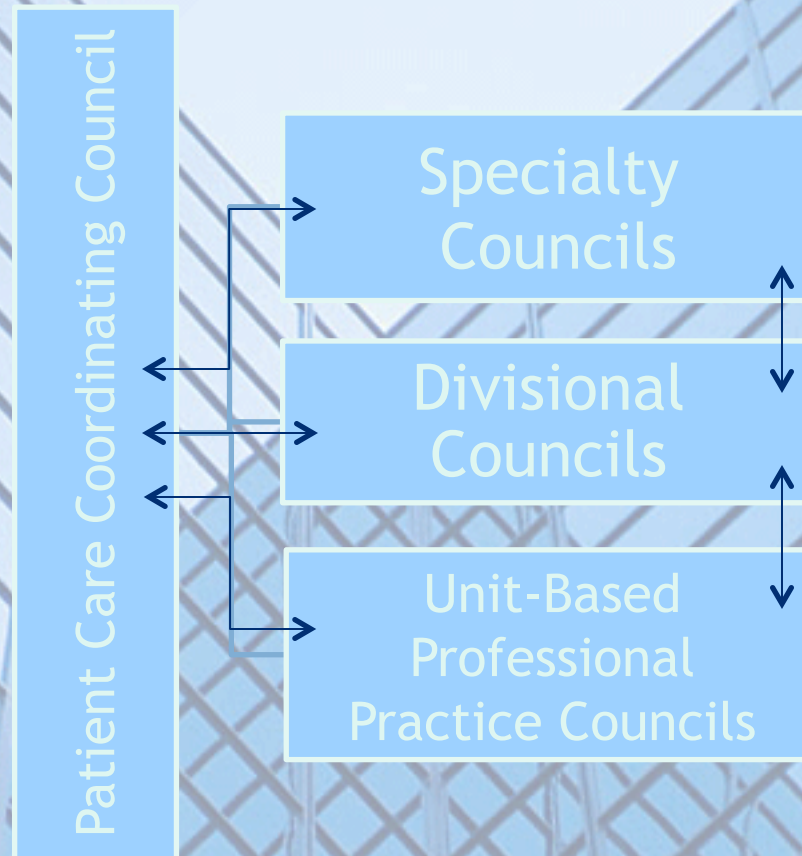 Patient Care Coordinating Council
Specialty
Councils
Divisional
Councils
Unit-Based
Professional
Practice Councils